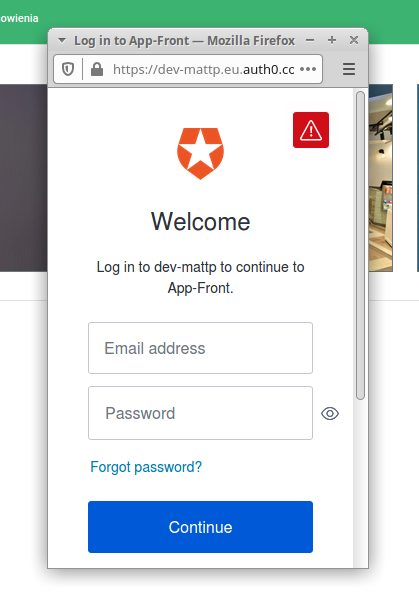 owienia
Log in to App-Front — Mozilla Firefox
https://dev-mattp.eu.auth0.cc
Welcome
Log in to dev-mattp to continue to
App-Front.
Email address
Password
Forgot password?
Continue